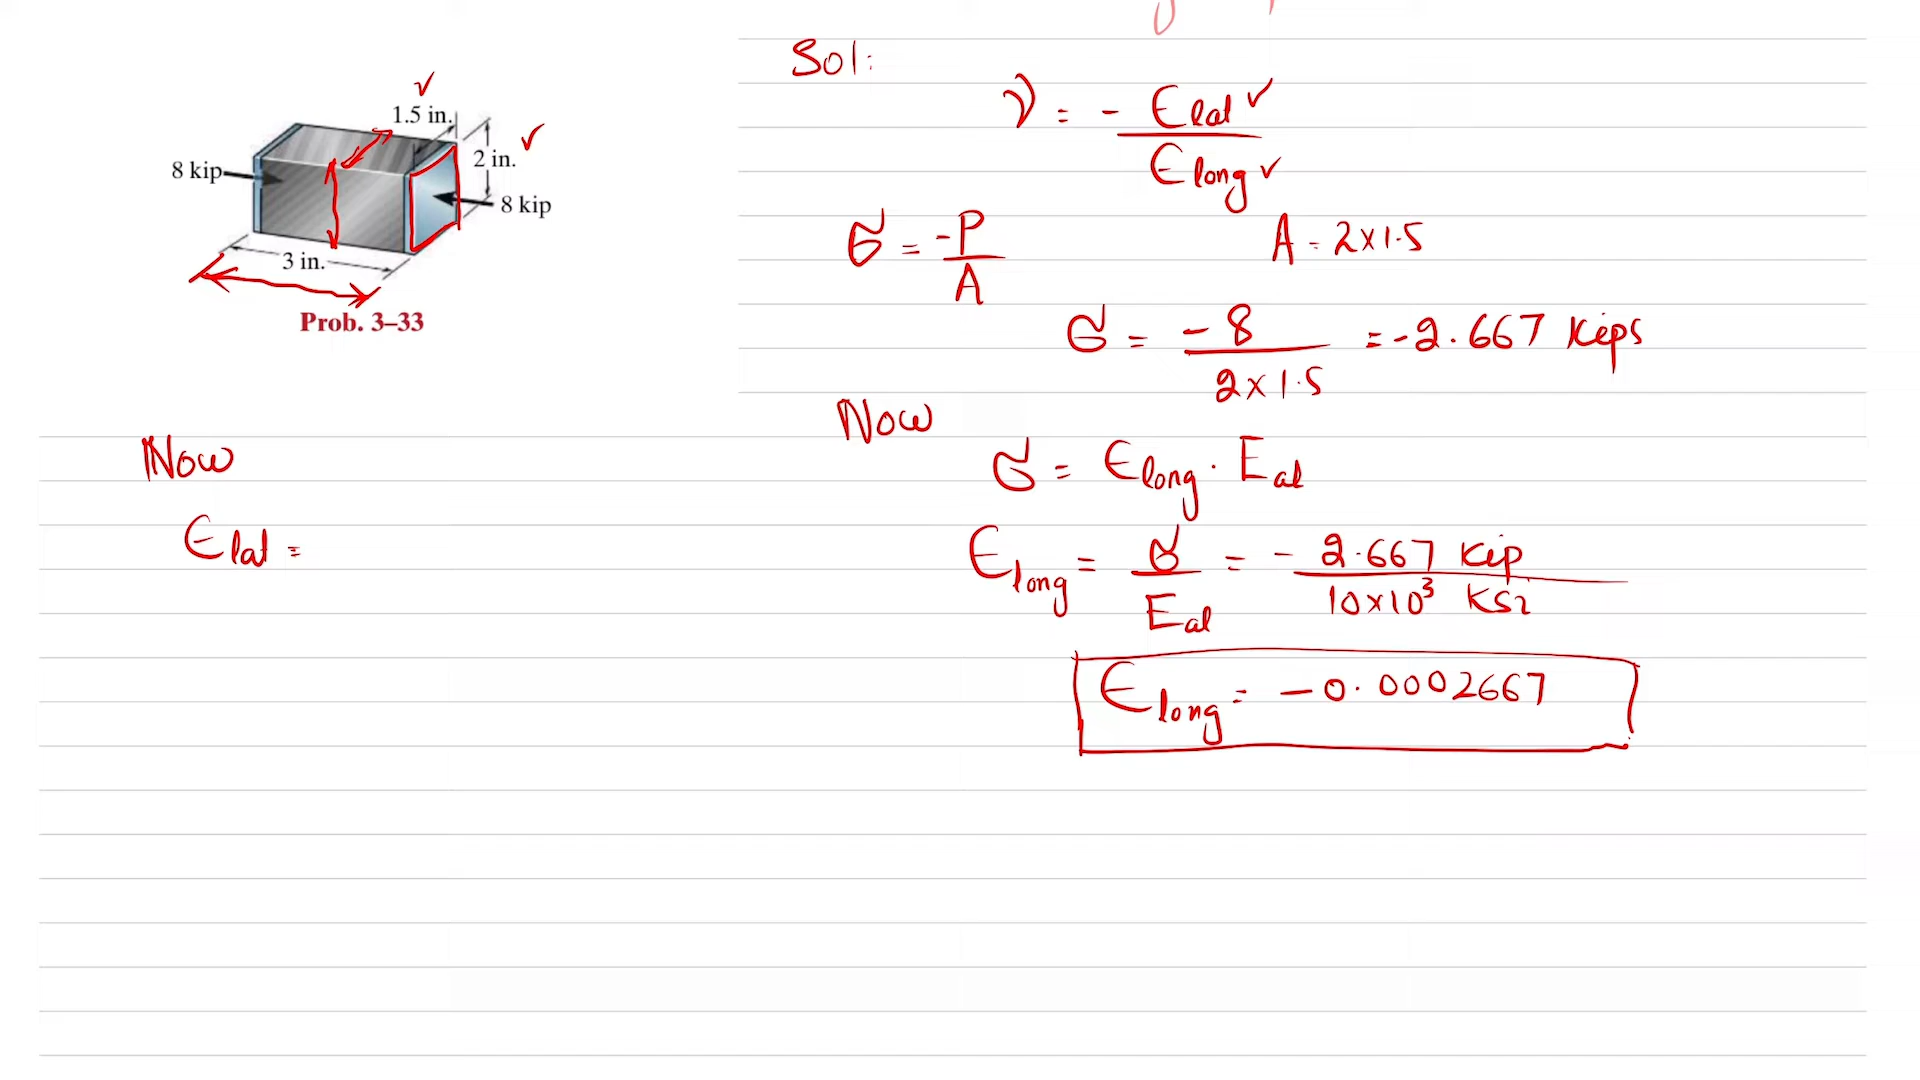 Sol:
1.5 in.
2 in.
8 kip
8 kip
3 in.
Prob. 3–33
ν = - ϵlat ✓
ϵlong ✓
σ = -P
A
A = 2×1.5
σ = -8
2×1.5
= -2.667 kips
Now
σ = ϵlong · Eal
ϵlong = σ
Eal
= - 2.667 kip
10×10³ ksi
ϵlong = -0.0002667
Now
ϵlat =